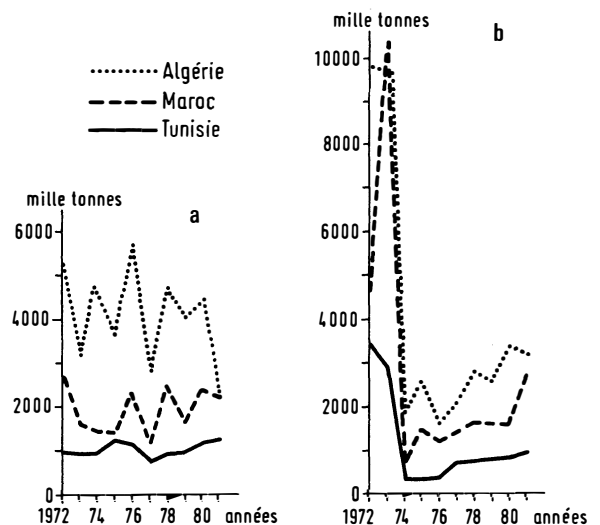 Algérie
Maroc
Tunisie
mille tonnes
a
6000
4000
2000
0
1972 74 76 78 80 années
mille tonnes
b
10000
8000
6000
4000
2000
0
1972 74 76 78 80 années